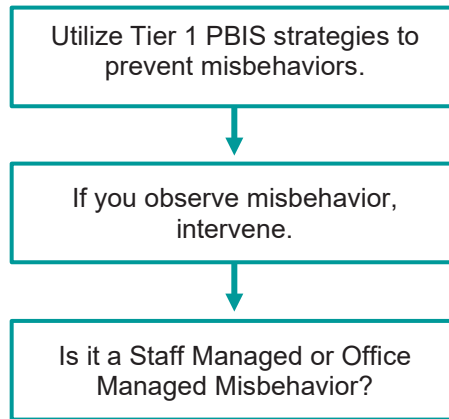 Utilize Tier 1 PBIS strategies to
prevent misbehaviors.
If you observe misbehavior,
intervene.
Is it a Staff Managed or Office
Managed Misbehavior?